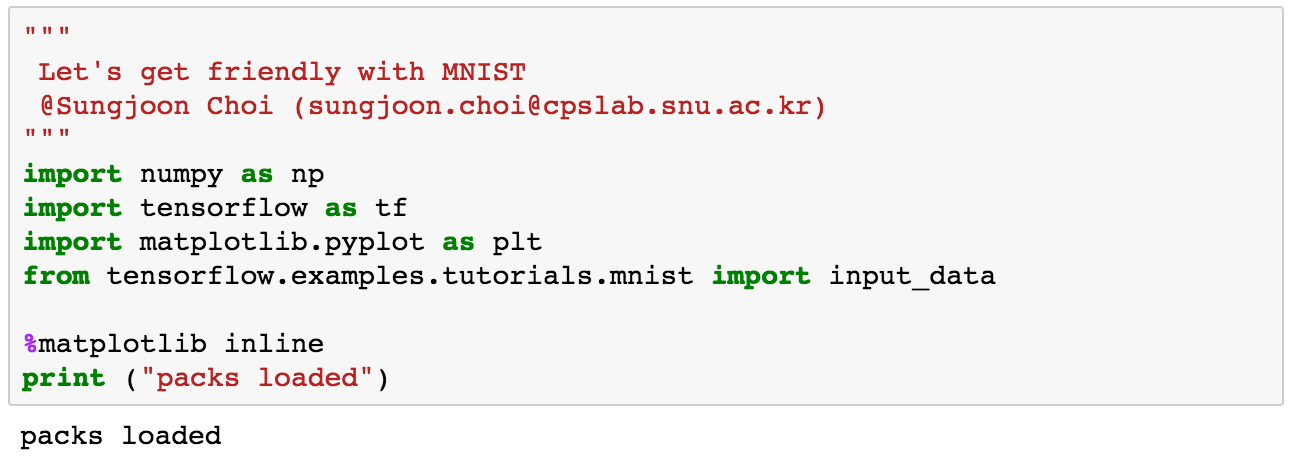 """
 Let's get friendly with MNIST
 @Sungjoon Choi (sungjoon.choi@cpslab.snu.ac.kr)
"""
import numpy as np
import tensorflow as tf
import matplotlib.pyplot as plt
from tensorflow.examples.tutorials.mnist import input_data

%matplotlib inline
print ("packs loaded")
packs loaded